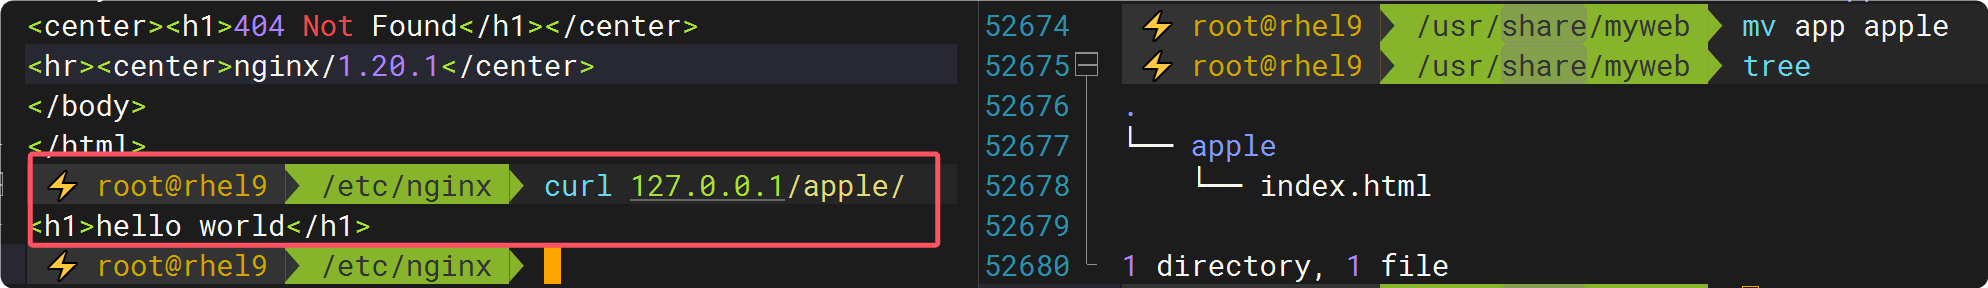 <center><h1>404 Not Found</h1></center>
<hr><center>nginx/1.20.1</center>
</body>
</html>
root@rhel9 /etc/nginx curl 127.0.0.1/apple/
<h1>hello world</h1>
root@rhel9 /etc/nginx
52674 root@rhel9 /usr/share/myweb mv app apple
52675 root@rhel9 /usr/share/myweb tree
52676 .
52677 └── apple
52678 └── index.html
52679
52680 1 directory, 1 file